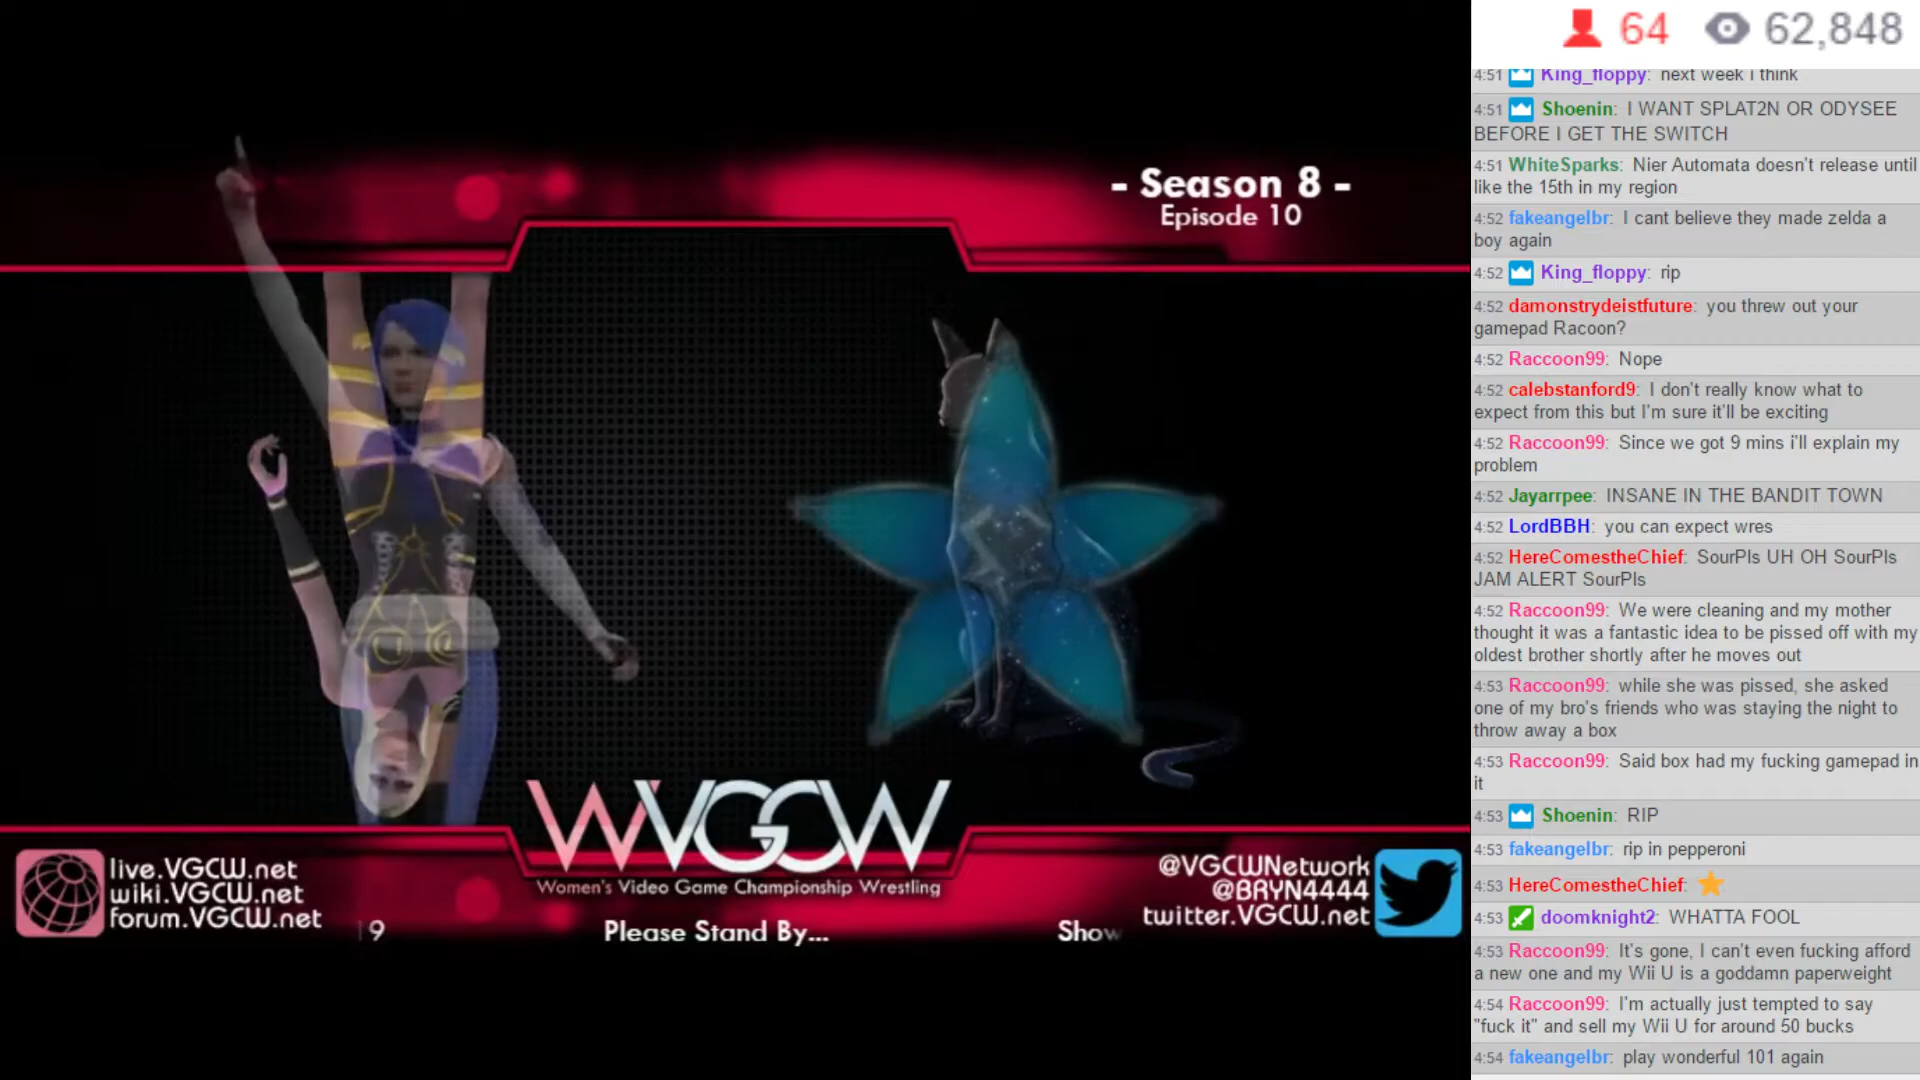 - Season 8 -
Episode 10
WVGCW
Women's Video Game Championship Wrestling
live.VGCW.net
wiki.VGCW.net
forum.VGCW.net
9
Please Stand By...
Show
@VGCWNetwork
@BRYN4444
twitter.VGCW.net
64 62,848
4:51 King_floppy: next week i think
4:51 Shoenin: I WANT SPLAT2N OR ODYSEE
BEFORE I GET THE SWITCH
4:51 WhiteSparks: Nier Automata doesn't release until
like the 15th in my region
4:52 fakeangelbr: I cant believe they made zelda a
boy again
4:52 King_floppy: rip
4:52 damonstrydeistfuture: you threw out your
gamepad Racoon?
4:52 Raccoon99: Nope
4:52 calebstanford9: I don't really know what to
expect from this but I'm sure it'll be exciting
4:52 Raccoon99: Since we got 9 mins i'll explain my
problem
4:52 Jayarrpee: INSANE IN THE BANDIT TOWN
4:52 LordBBH: you can expect wres
4:52 HereComestheChief: SourPls UH OH SourPls
JAM ALERT SourPls
4:52 Raccoon99: We were cleaning and my mother
thought it was a fantastic idea to be pissed off with my
oldest brother shortly after he moves out
4:53 Raccoon99: while she was pissed, she asked
one of my bro's friends who was staying the night to
throw away a box
4:53 Raccoon99: Said box had my fucking gamepad in
it
4:53 Shoenin: RIP
4:53 fakeangelbr: rip in pepperoni
4:53 HereComestheChief:
4:53 doomknight2: WHATTA FOOL
4:53 Raccoon99: It's gone, I can't even fucking afford
a new one and my Wii U is a goddamn paperweight
4:54 Raccoon99: I'm actually just tempted to say
"fuck it" and sell my Wii U for around 50 bucks
4:54 fakeangelbr: play wonderful 101 again